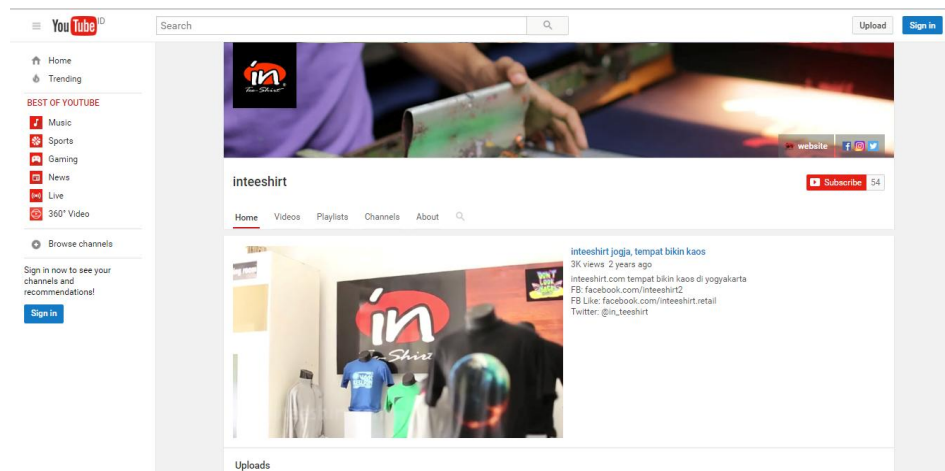 YouTube ID
Search
Upload
Sign in
Home
Trending
BEST OF YOUTUBE
Music
Sports
Gaming
News
Live
360° Video
Browse channels
Sign in now to see your
channels and
recommendations!
Sign in
in
Tee-Shirt
website
inteeshirt
Subscribe 54
Home Videos Playlists Channels About
in
Tee-Shirt
inteeshirt jogja, tempat bikin kaos
3K views 2 years ago
inteeshirt.com tempat bikin kaos di yogyakarta
FB: facebook.com/inteeshirt2
FB Like: facebook.com/inteeshirt.retail
Twitter: @in_teeshirt
Uploads